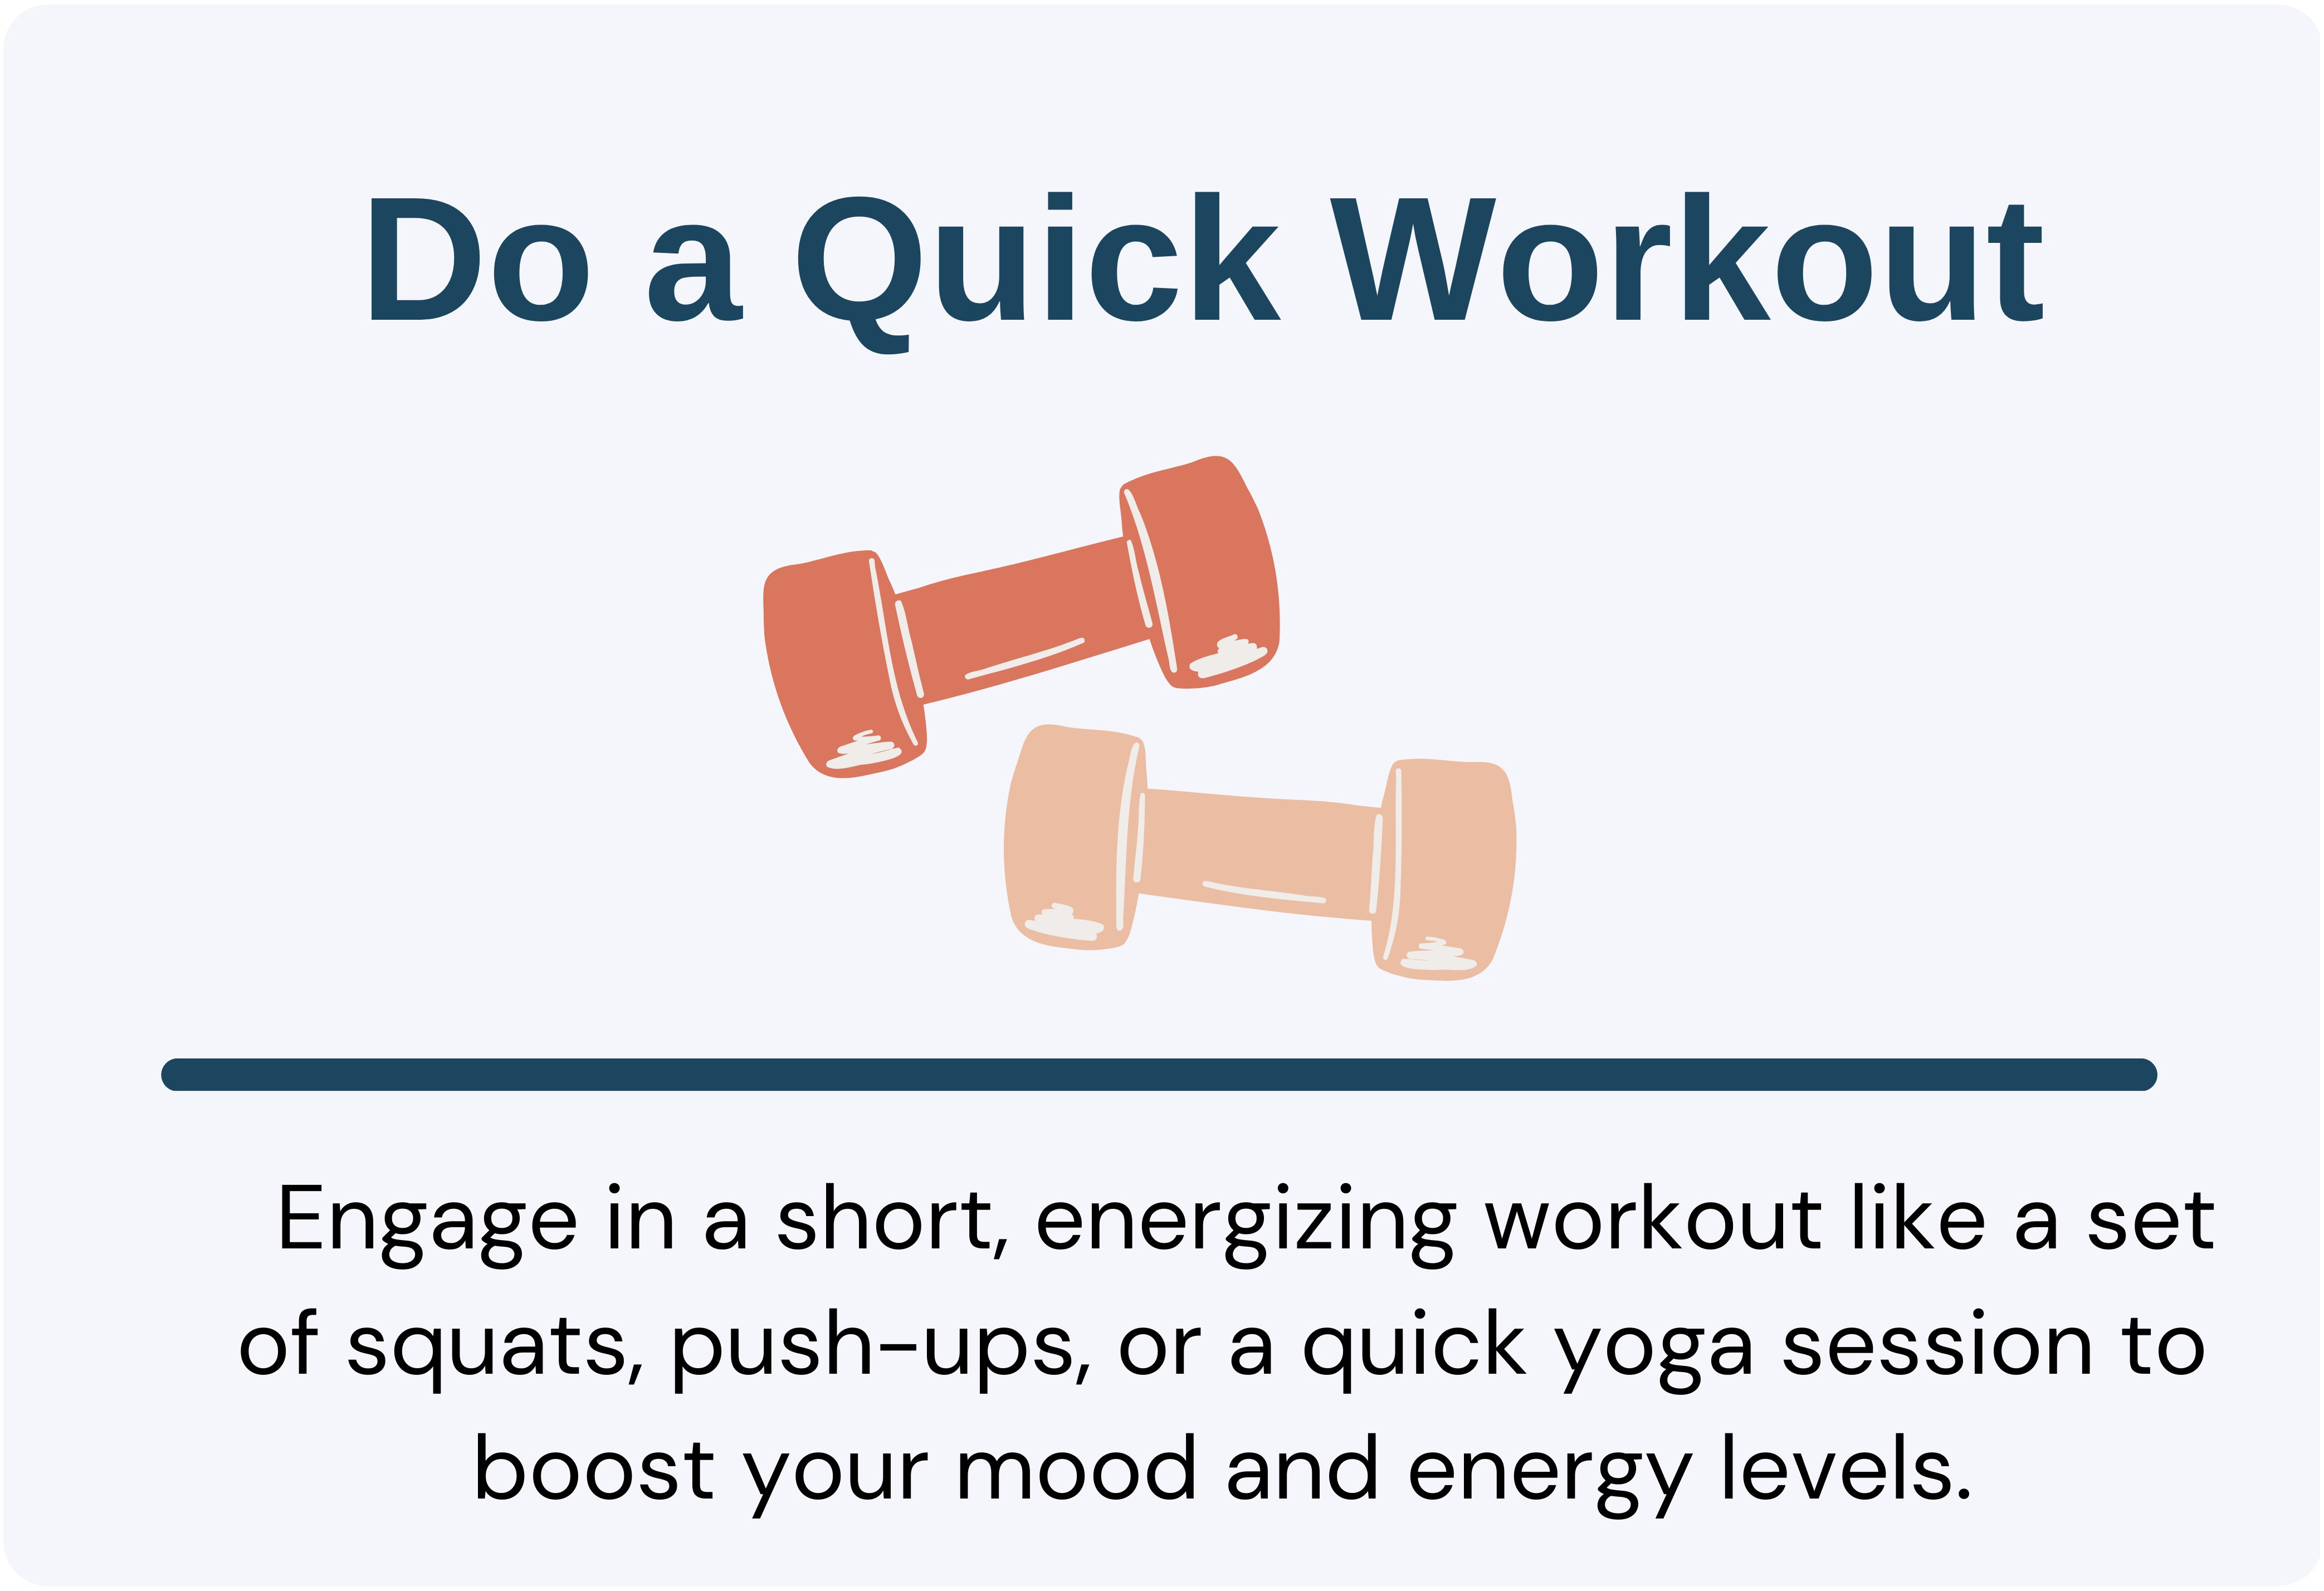 Do a Quick Workout
Engage in a short, energizing workout like a set
of squats, push-ups, or a quick yoga session to
boost your mood and energy levels.